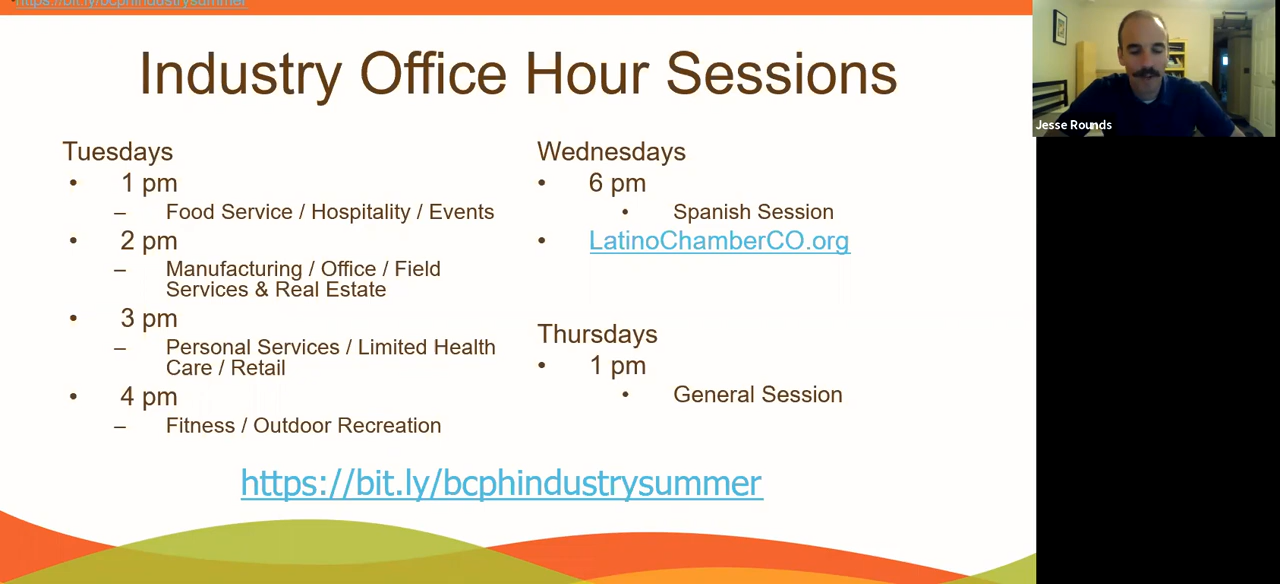 https://bit.ly/bcphindustrysummer
Industry Office Hour Sessions
Tuesdays
• 1 pm
– Food Service / Hospitality / Events
• 2 pm
– Manufacturing / Office / Field
Services & Real Estate
• 3 pm
– Personal Services / Limited Health
Care / Retail
• 4 pm
– Fitness / Outdoor Recreation
Wednesdays
• 6 pm
• Spanish Session
• LatinoChamberCO.org
Thursdays
• 1 pm
• General Session
https://bit.ly/bcphindustrysummer
Jesse Rounds